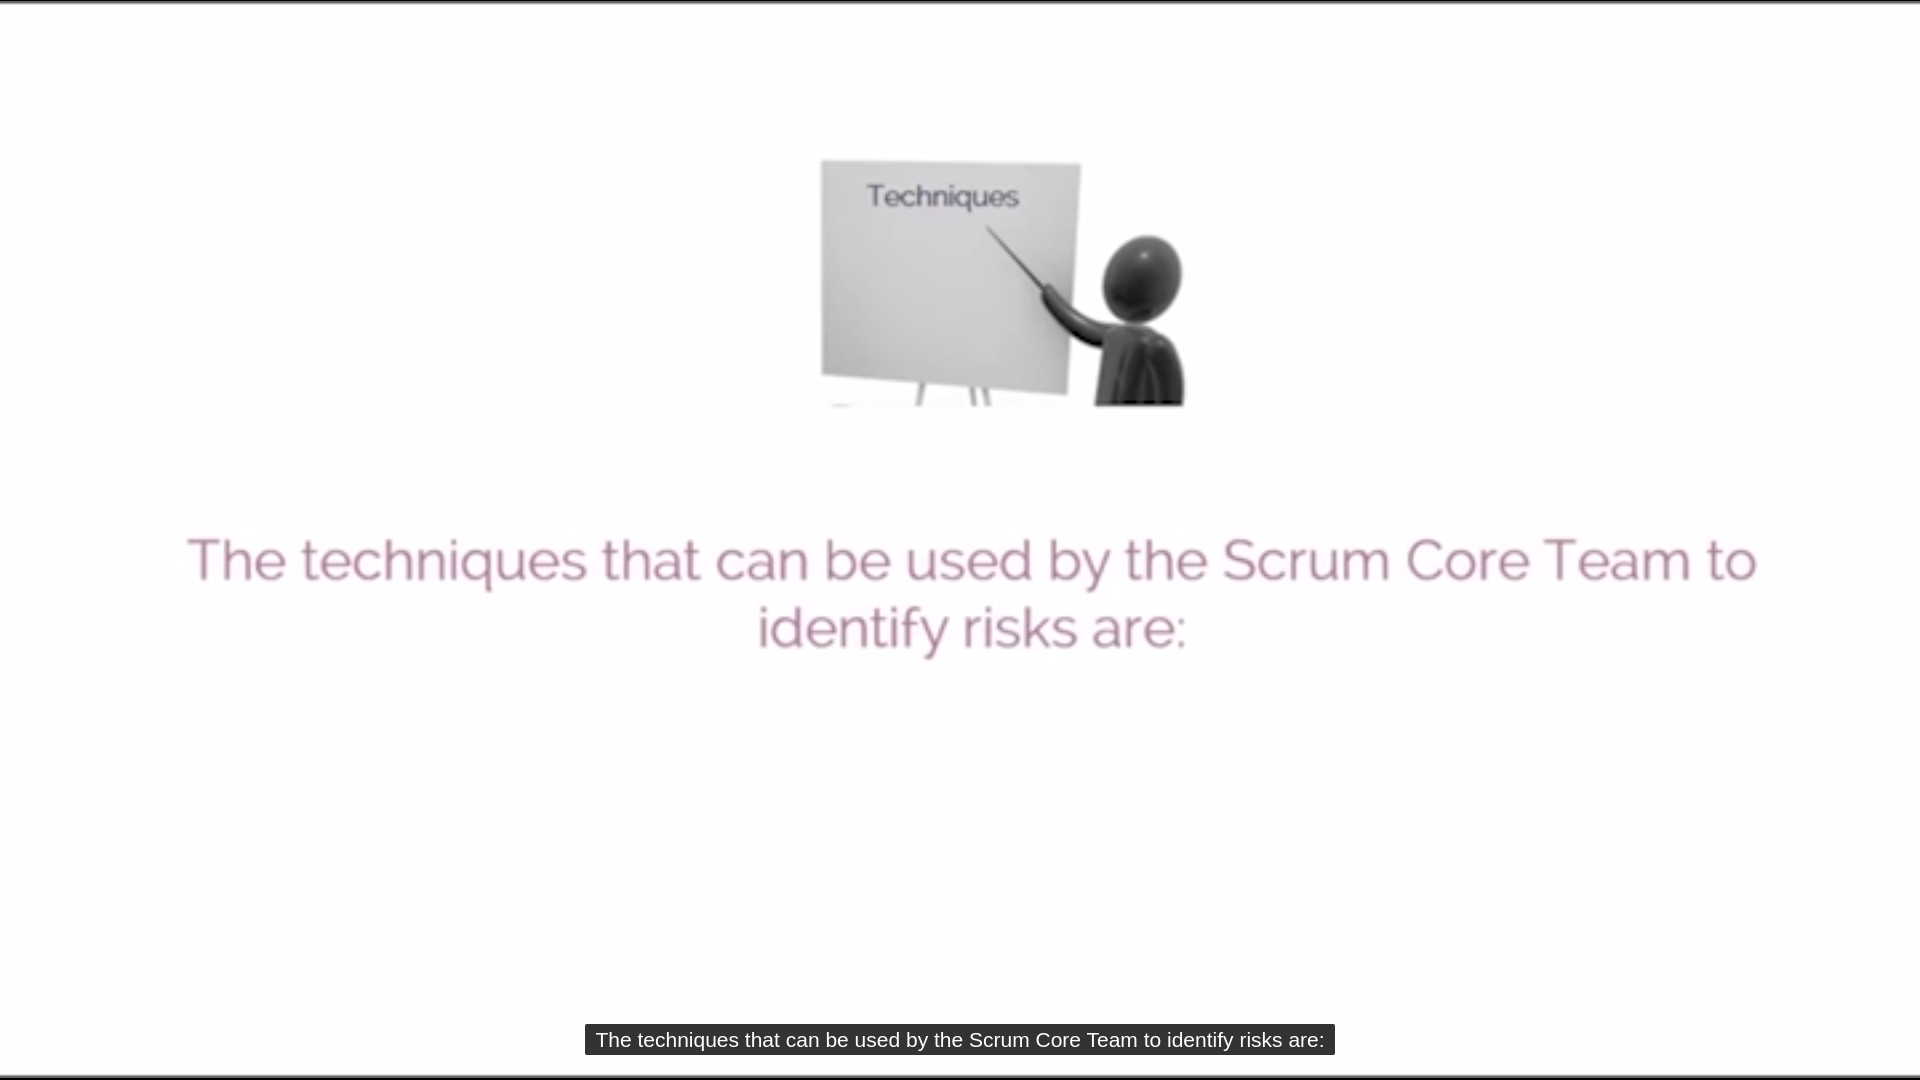 Techniques
The techniques that can be used by the Scrum Core Team to
identify risks are:
The techniques that can be used by the Scrum Core Team to identify risks are: